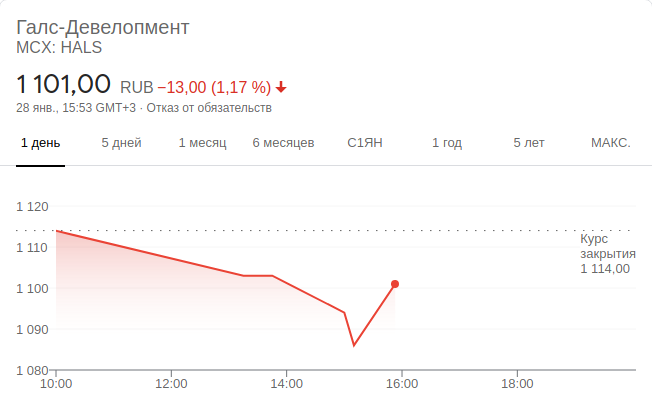 Галс-Девелопмент
MCX: HALS
1 101,00 RUB −13,00 (1,17 %)
28 янв., 15:53 GMT+3 · Отказ от обязательств
1 день 5 дней 1 месяц 6 месяцев С1ЯН 1 год 5 лет МАКС.
1 120
1 110
1 100
1 090
1 080
Курс
закрытия
1 114,00
10:00 12:00 14:00 16:00 18:00